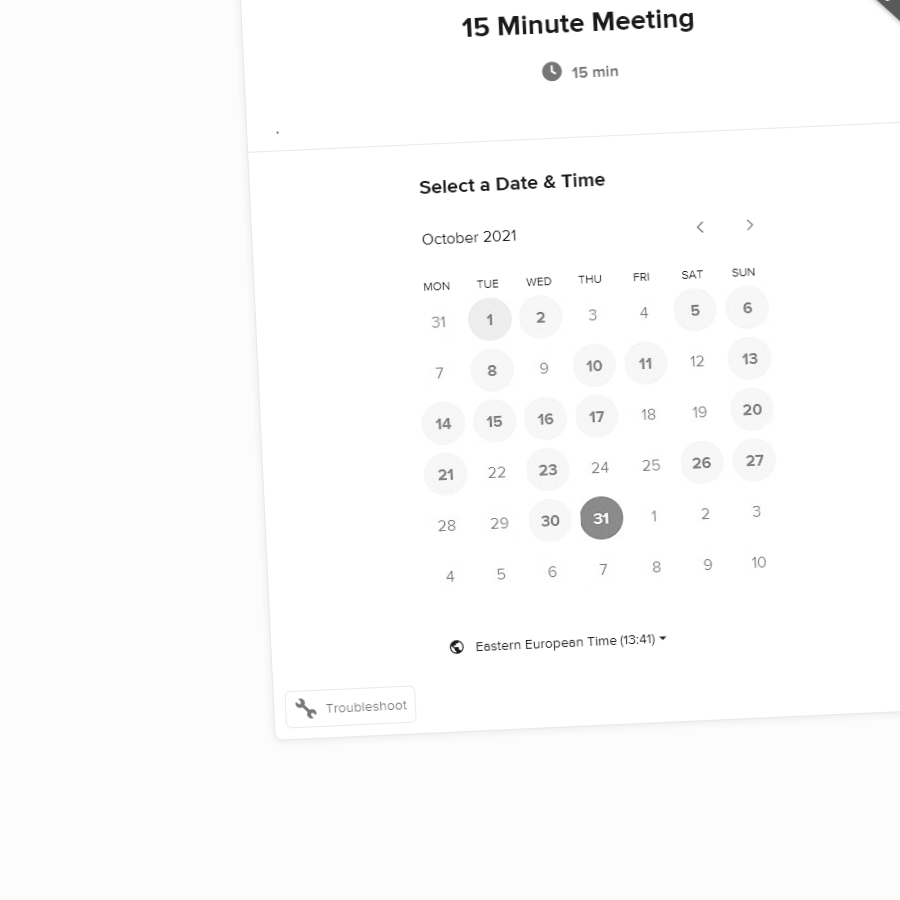 15 Minute Meeting
15 min
.
Select a Date & Time
October 2021
MON TUE WED THU FRI SAT SUN
31 1 2 3 4 5 6
7 8 9 10 11 12 13
14 15 16 17 18 19 20
21 22 23 24 25 26 27
28 29 30 31 1 2 3
4 5 6 7 8 9 10
Eastern European Time (13:41)
Troubleshoot